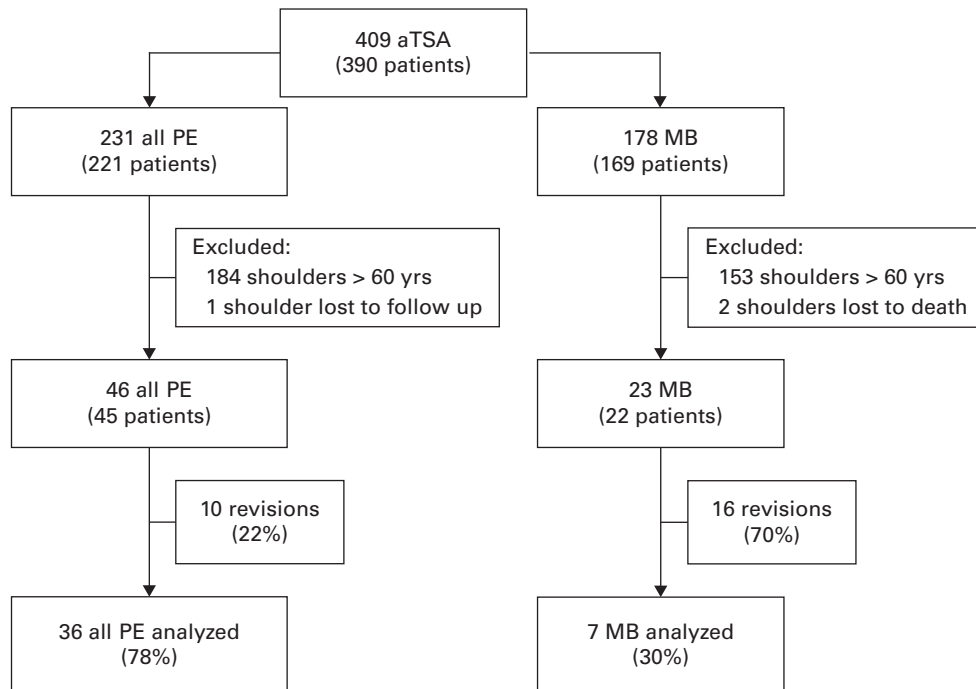 409 aTSA
(390 patients)
231 all PE
(221 patients)
178 MB
(169 patients)
Excluded:
184 shoulders > 60 yrs
1 shoulder lost to follow up
Excluded:
153 shoulders > 60 yrs
2 shoulders lost to death
46 all PE
(45 patients)
23 MB
(22 patients)
10 revisions
(22%)
16 revisions
(70%)
36 all PE analyzed
(78%)
7 MB analyzed
(30%)